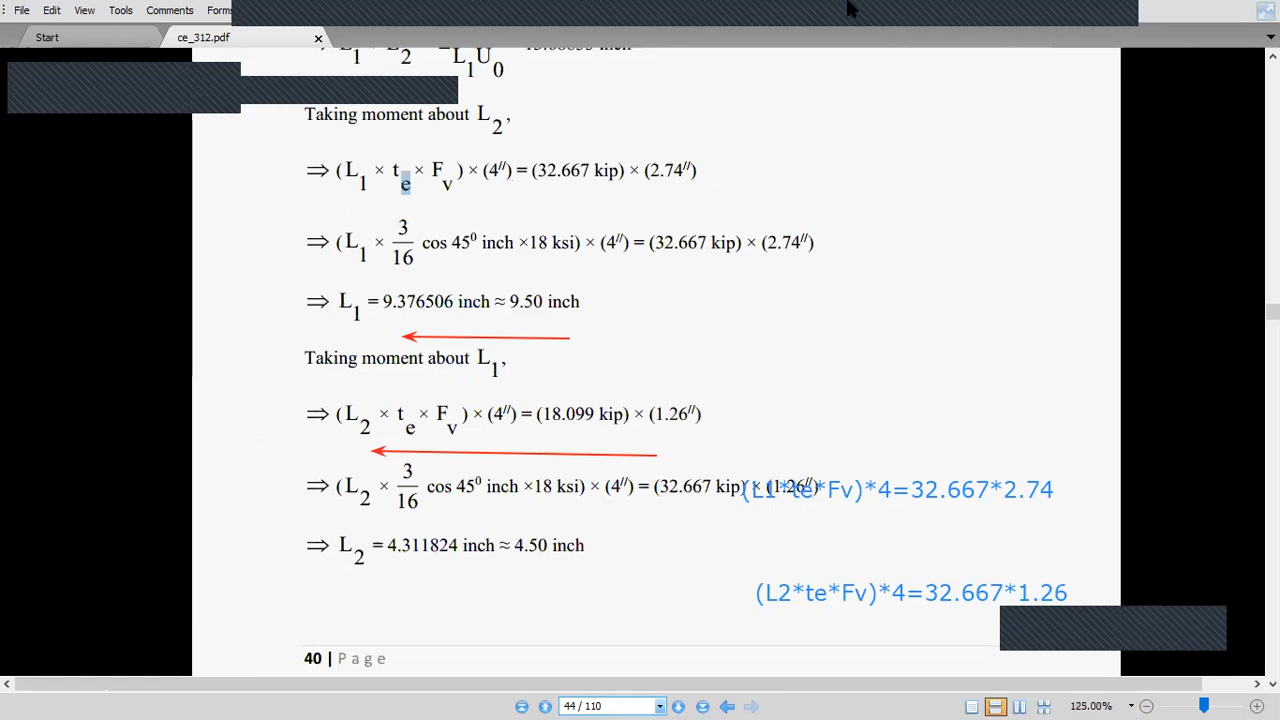 File Edit View Tools Comments Forms
Start ce_312.pdf
L1 L2 L1U0
Taking moment about L2,
⇒ (L1 × te × Fv) × (4//) = (32.667 kip) × (2.74//)
⇒ (L1 × 3/16 cos 45⁰ inch ×18 ksi) × (4//) = (32.667 kip) × (2.74//)
⇒ L1 = 9.376506 inch ≈ 9.50 inch
Taking moment about L1,
⇒ (L2 × te × Fv) × (4//) = (18.099 kip) × (1.26//)
⇒ (L2 × 3/16 cos 45⁰ inch ×18 ksi) × (4//) = (32.667 kip) × (1.26//)
(L1*te*Fv)*4=32.667*2.74
⇒ L2 = 4.311824 inch ≈ 4.50 inch
(L2*te*Fv)*4=32.667*1.26
40 | Page
44 / 110
125.00%